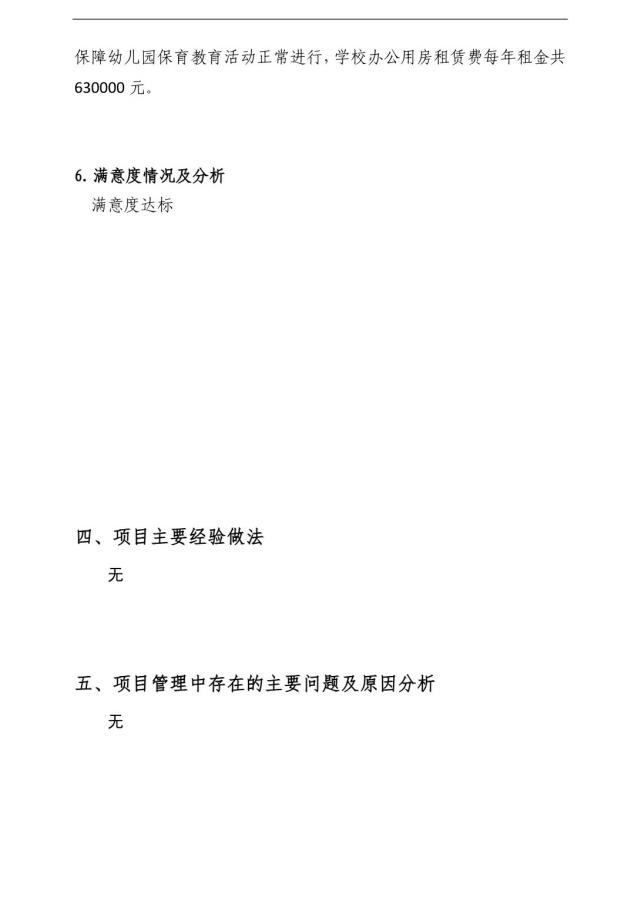 保障幼儿园保育教育活动正常进行,学校办公用房租赁费每年租金共
630000 元。
6. 满意度情况及分析
满意度达标
四、项目主要经验做法
无
五、项目管理中存在的主要问题及原因分析
无